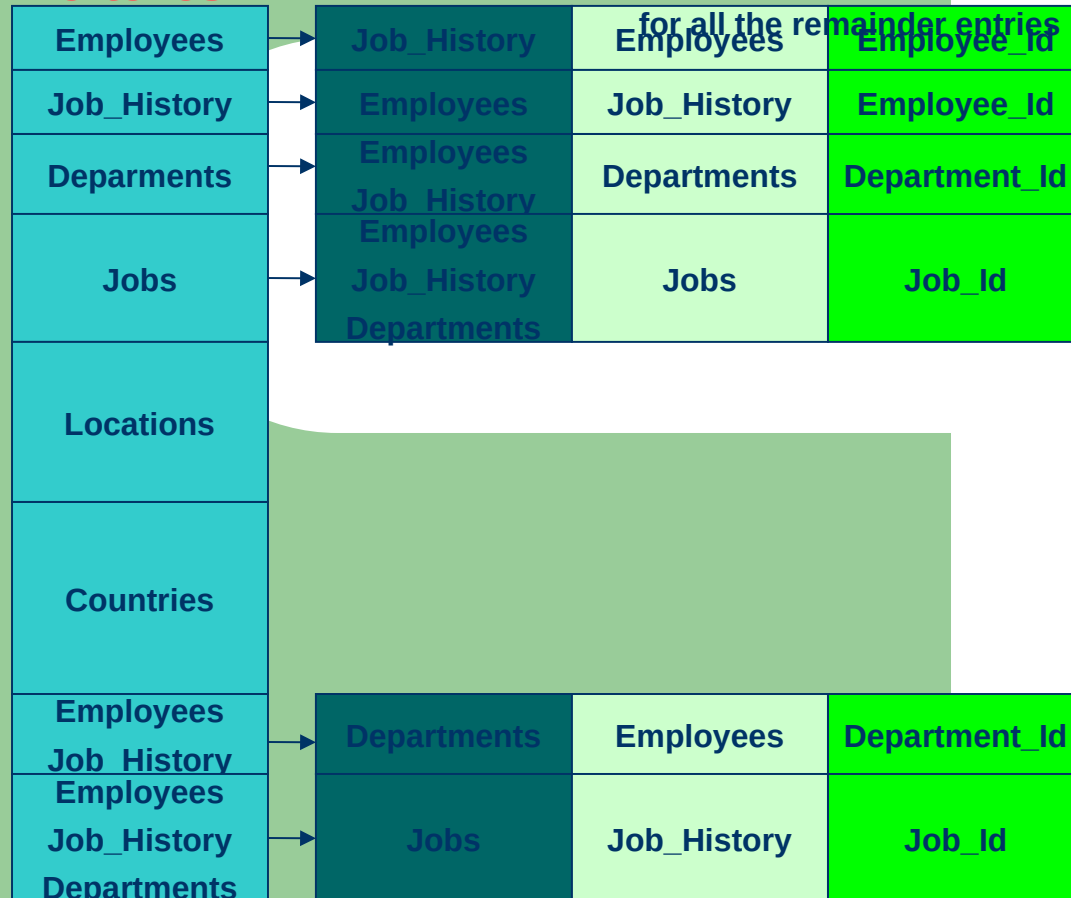 for all the remainder entries
Employees Job_History Employees Employee_Id
Job_History Employees Job_History Employee_Id
Deparments Employees Departments Department_Id
Job_History
Jobs Employees Jobs Job_Id
Job_History
Departments
Locations
Countries
Employees Departments Employees Department_Id
Job_History
Employees Jobs Job_History Job_Id
Job_History
Departments